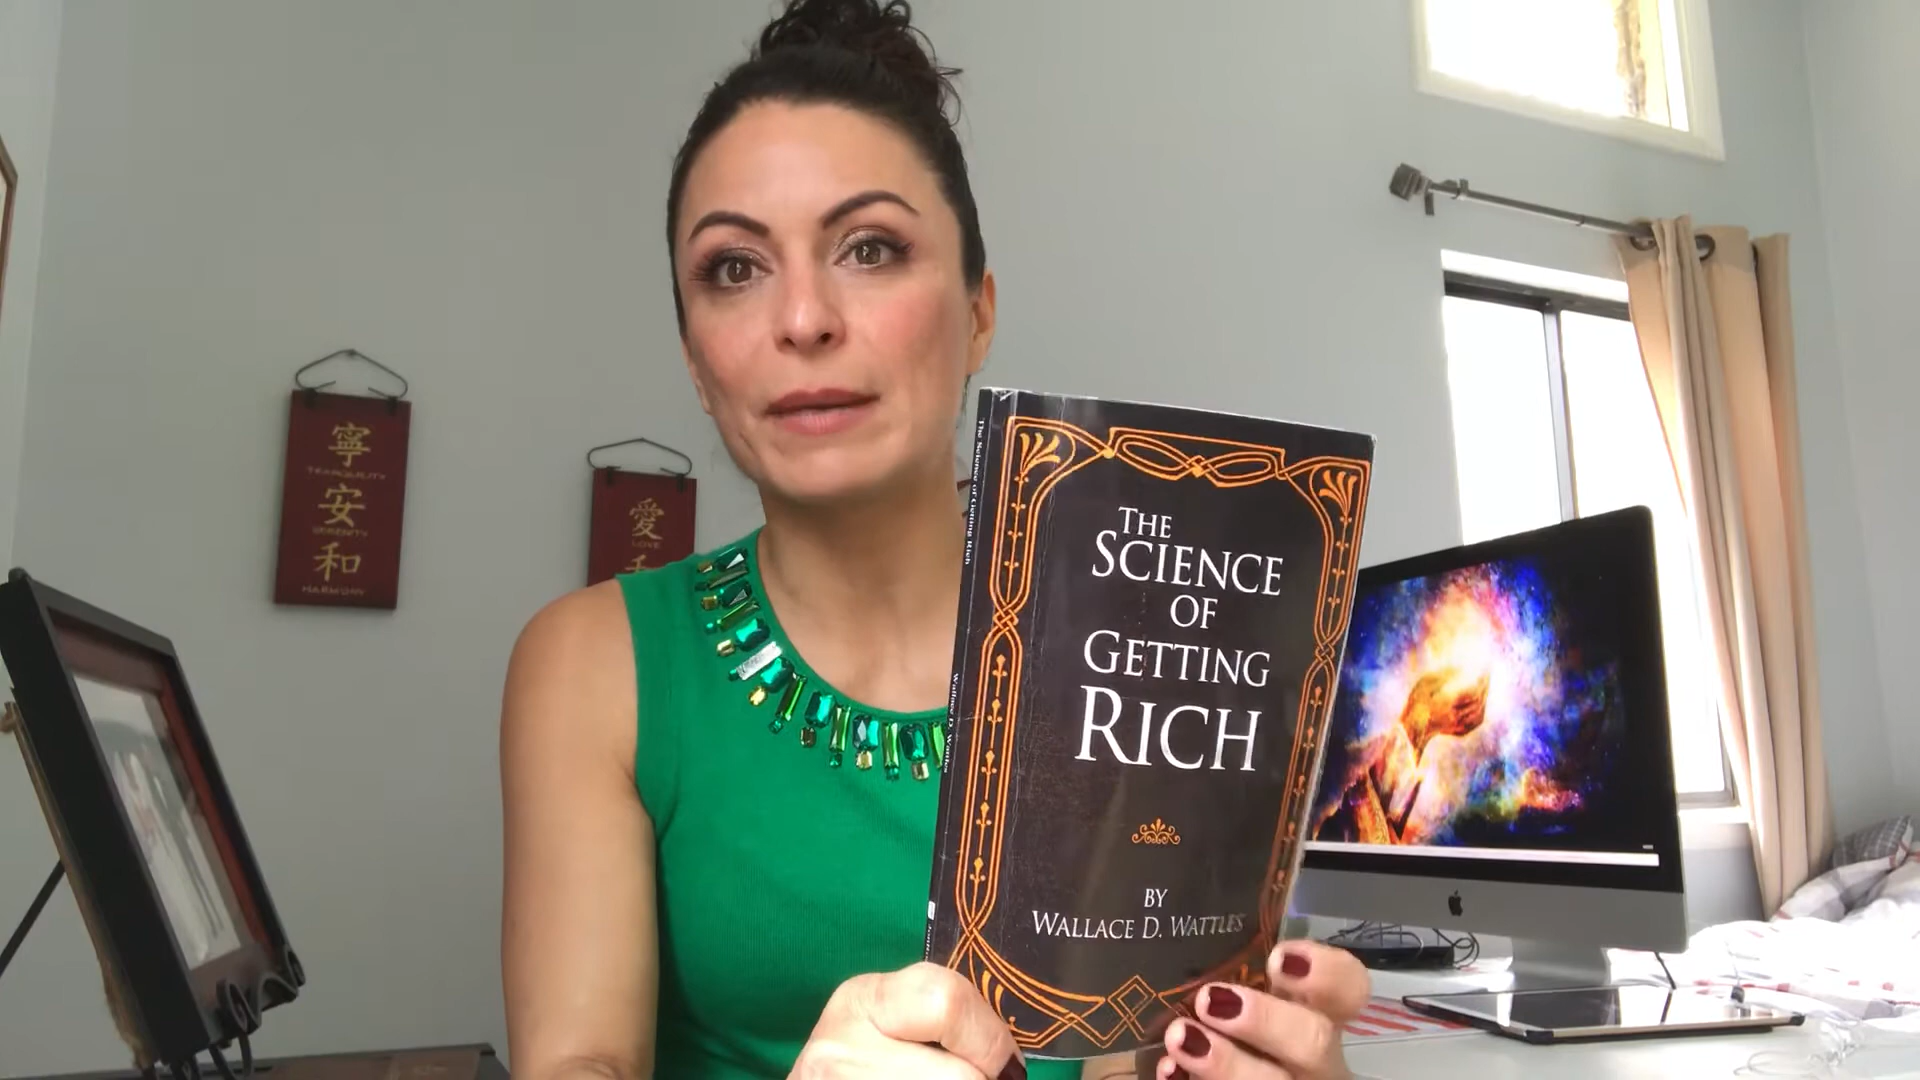 寧
TRANQUILITY
安
SERENITY
和
HARMONY
愛
LOVE
The Science of Getting Rich
Wallace D. Wattles
THE
SCIENCE
OF
GETTING
RICH
BY
WALLACE D. WATTLES